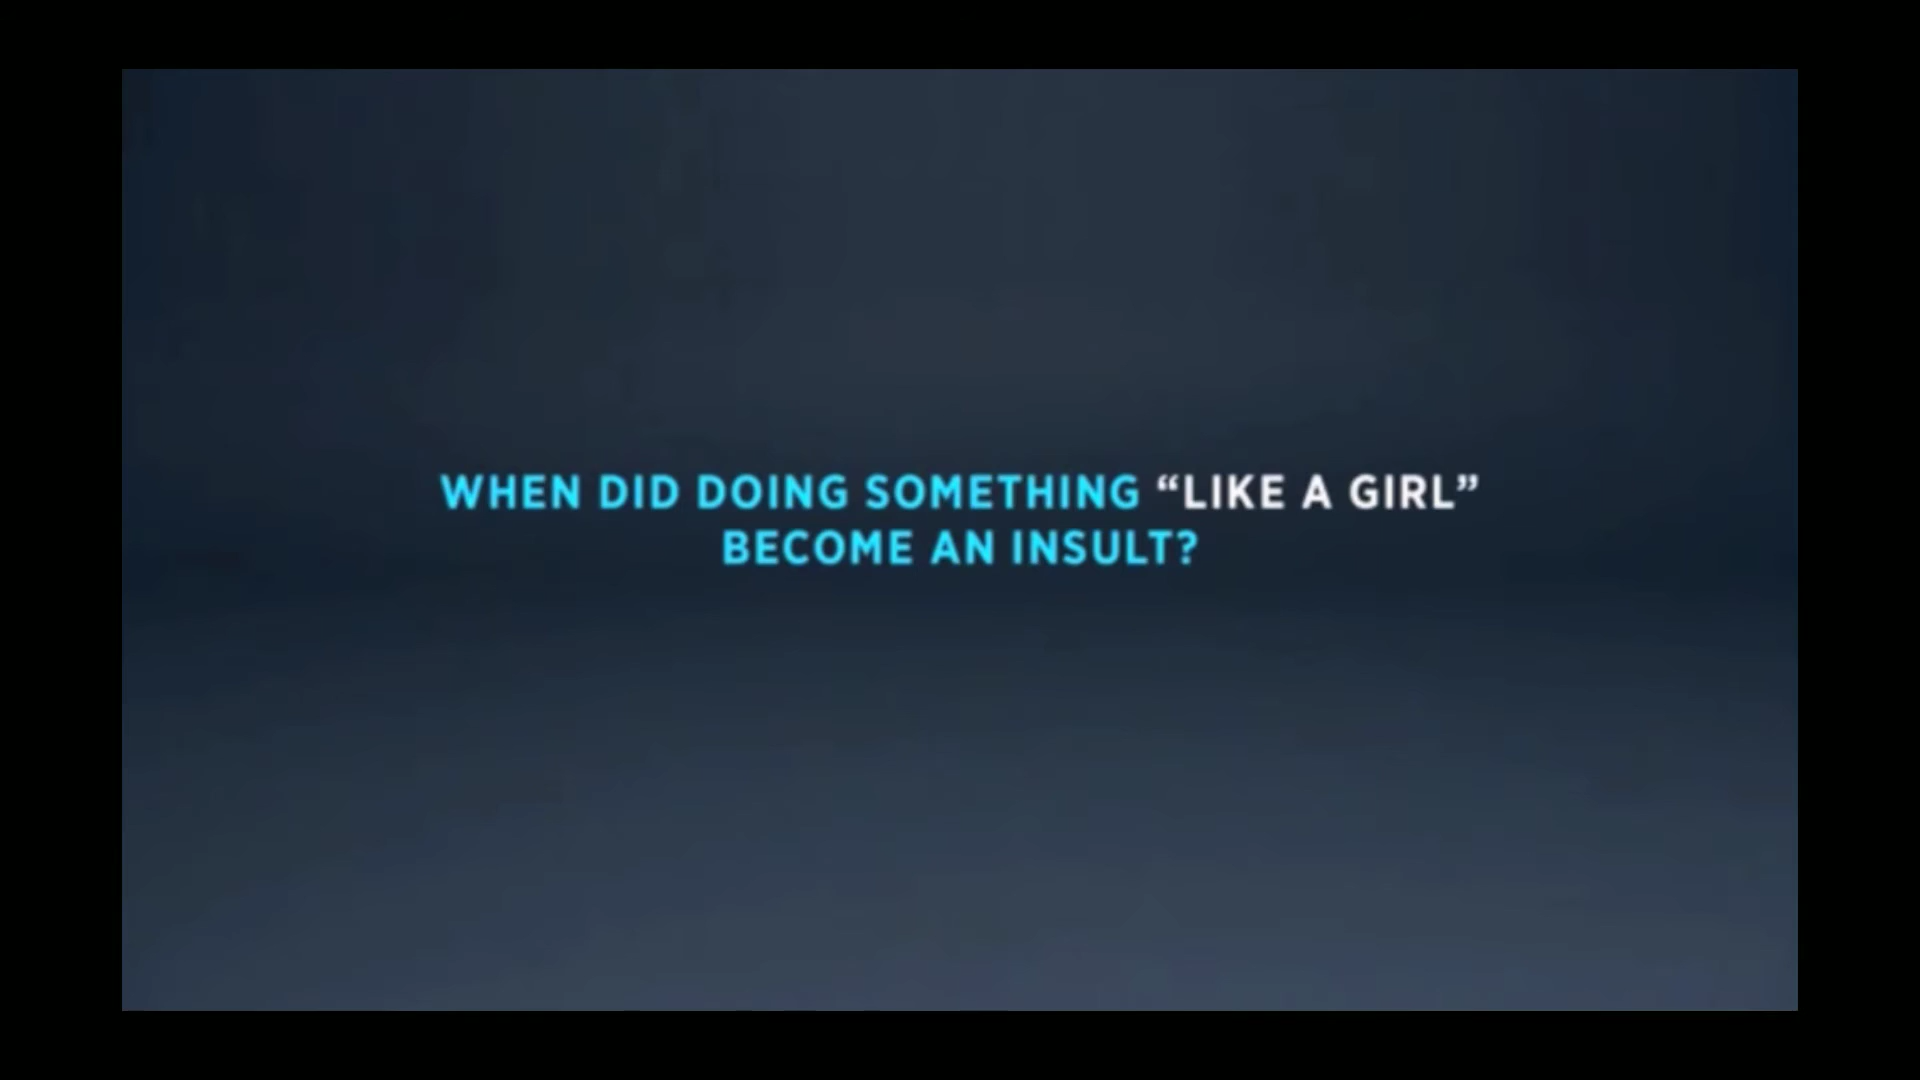 WHEN DID DOING SOMETHING “LIKE A GIRL”
BECOME AN INSULT?